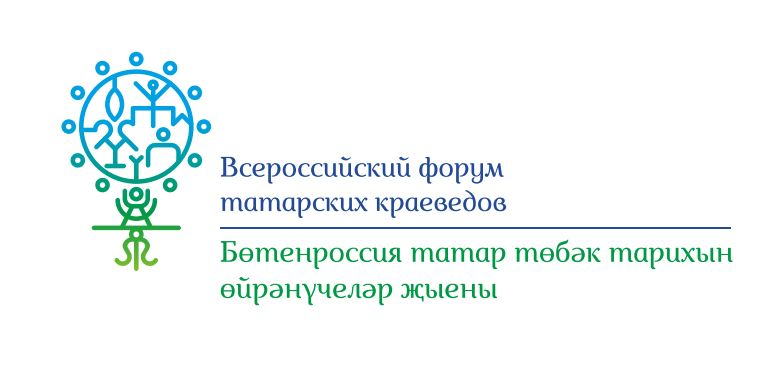 Всероссийский форум
татарских краеведов
Бөтенроссия татар төбәк тарихын
өйрәнүчеләр җыены